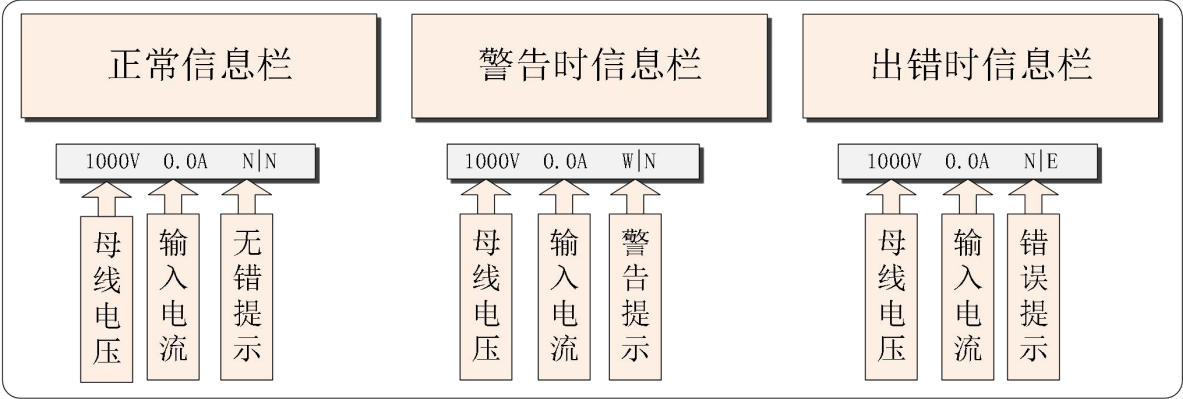 正常信息栏
1000V 0.0A N|N
母线电压
输入电流
无错提示
警告时信息栏
1000V 0.0A W|N
母线电压
输入电流
警告提示
出错时信息栏
1000V 0.0A N|E
母线电压
输入电流
错误提示